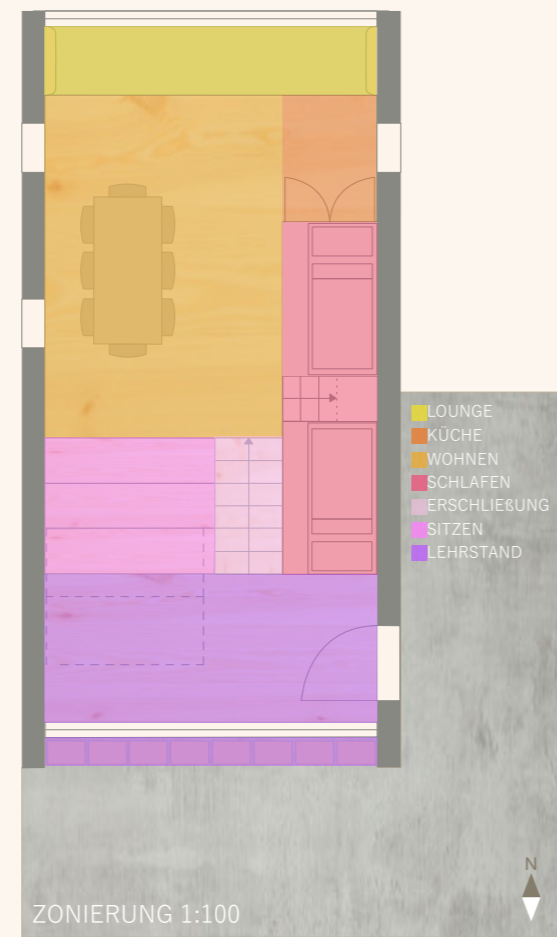 LOUNGE
KÜCHE
WOHNEN
SCHLAFEN
ERSCHLIEßUNG
SITZEN
LEHRSTAND
N
ZONIERUNG 1:100